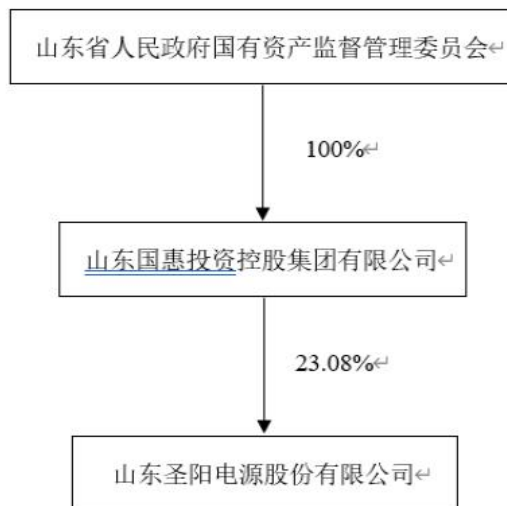 山东省人民政府国有资产监督管理委员会↵
100%↵
山东国惠投资控股集团有限公司↵
23.08%↵
山东圣阳电源股份有限公司↵